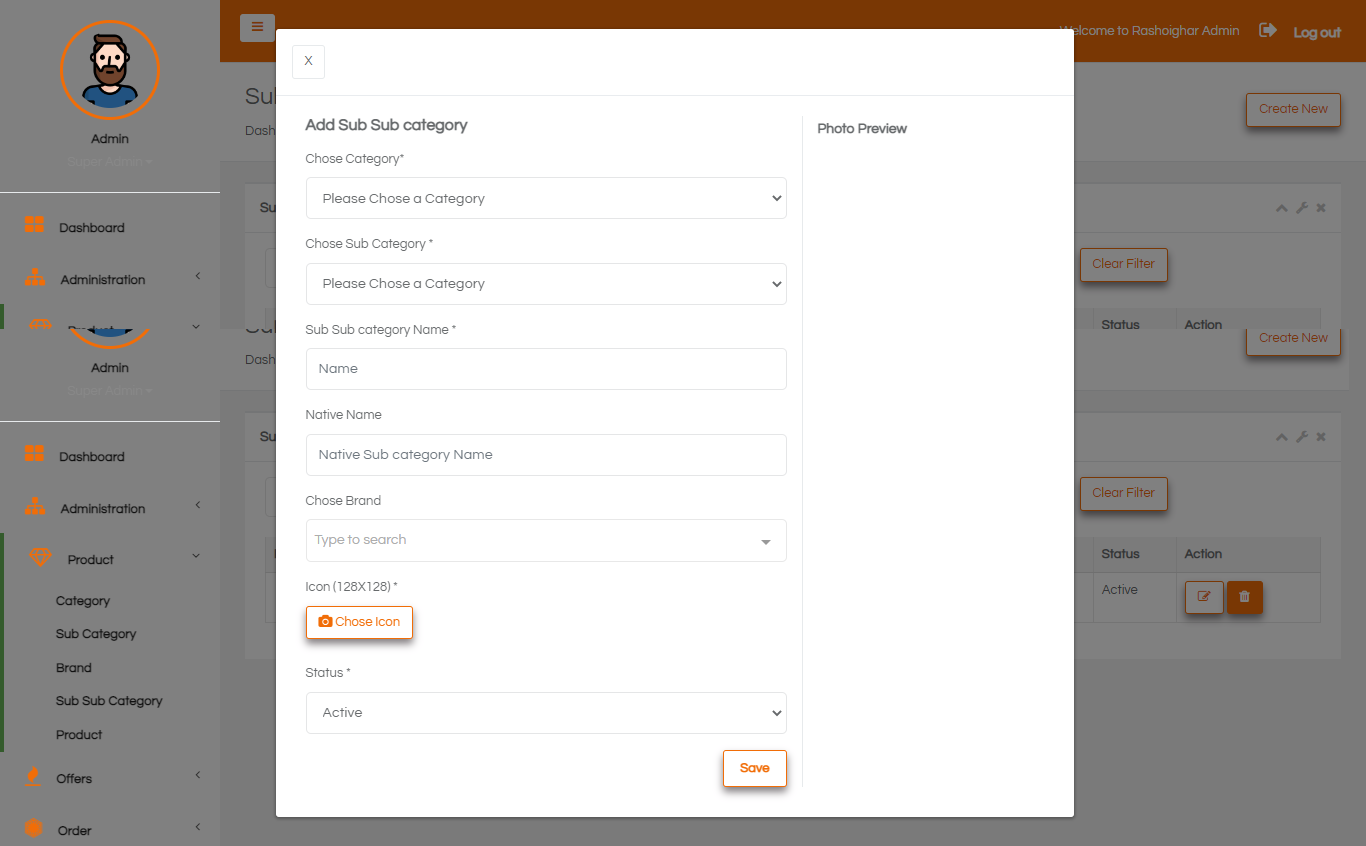 Welcome to Rashoighar Admin
Log out
X
Admin
Super Admin
Create New
Dash
Add Sub Sub category
Photo Preview
Chose Category*
Please Chose a Category
Dashboard
Su
Chose Sub Category *
Administration
Please Chose a Category
Clear Filter
Product
Status
Action
Sub Sub category Name *
Create New
Dash
Name
Admin
Super Admin
Native Name
Su
Native Sub category Name
Dashboard
Chose Brand
Clear Filter
Administration
Type to search
Product
Status
Action
Icon (128X128) *
Active
Category
Chose Icon
Sub Category
Brand
Status *
Sub Sub Category
Active
Product
Save
Offers
Order